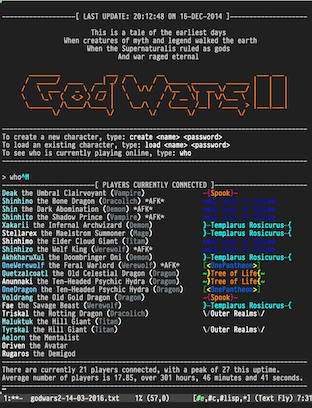 [ LAST UPDATE: 20:12:48 ON 16-DEC-2014 ]
This is a tale of the earliest days
When creatures of myth and legend walked the earth
When the Supernaturalis ruled as gods
And war raged eternal
God Wars II
To create a new character, type: create <name> <password>
To load an existing character, type: load <name> <password>
To see who is currently playing online, type: who
> who^M
[ PLAYERS CURRENTLY CONNECTED ]
Deak the Umbral Clairvoyant (Vampire) -{Spook}-
Shinhino the Bone Dragon (Dracolich) *AFK*
Shin the Dark Abomination (Demon) *AFK*
Shinhito the Shadow Prince (Vampire) *AFK*
Xakarii the Infernal Archwizard (Demon) }-Templarus Rosicurus-{
Stellarex the Maelstrom Summoner (Mage) }-Templarus Rosicurus-{
Shinhimo the Elder Cloud Giant (Titan)
Shinhizo the Wolf King (Werewolf) *AFK*
AkhkharuXul the Doombringer Oni (Demon) }-Templarus Rosicurus-{
OneWerewolf the Feral Warlord (Werewolf) *AFK* {OnePantheon}
Quetzalcoatl the Old Celestial Dragon (Dragon) ~}Tree of Life{~
Anunnaki the Ten-Headed Psychic Hydra (Dragon) ~}Tree of Life{~
OneDragon the Ten-Headed Psychic Hydra (Dragon) {OnePantheon}
Voldrang the Old Gold Dragon (Dragon) -{Spook}-
Fae the Savage Beast (Werewolf) }-Templarus Rosicurus-{
Triskal the Rotting Dragon (Dracolich) \/Outer Realms\/
Maluktuk the Hill Giant (Titan)
Tyrskal the Hill Giant (Titan) \/Outer Realms\/
Aelorn the Mentalist
Driven the Avatar
Rugaros the Demigod
There are currently 21 players connected, with a peak of 27 this uptime.
Average number of players is 17.85, over 301 hours, 46 minutes and 41 seconds.
-1:**- godwars2-14-03-2016.txt 1% (57,0) [#e,#c,#lisp,*] (Text Fly) 7:31